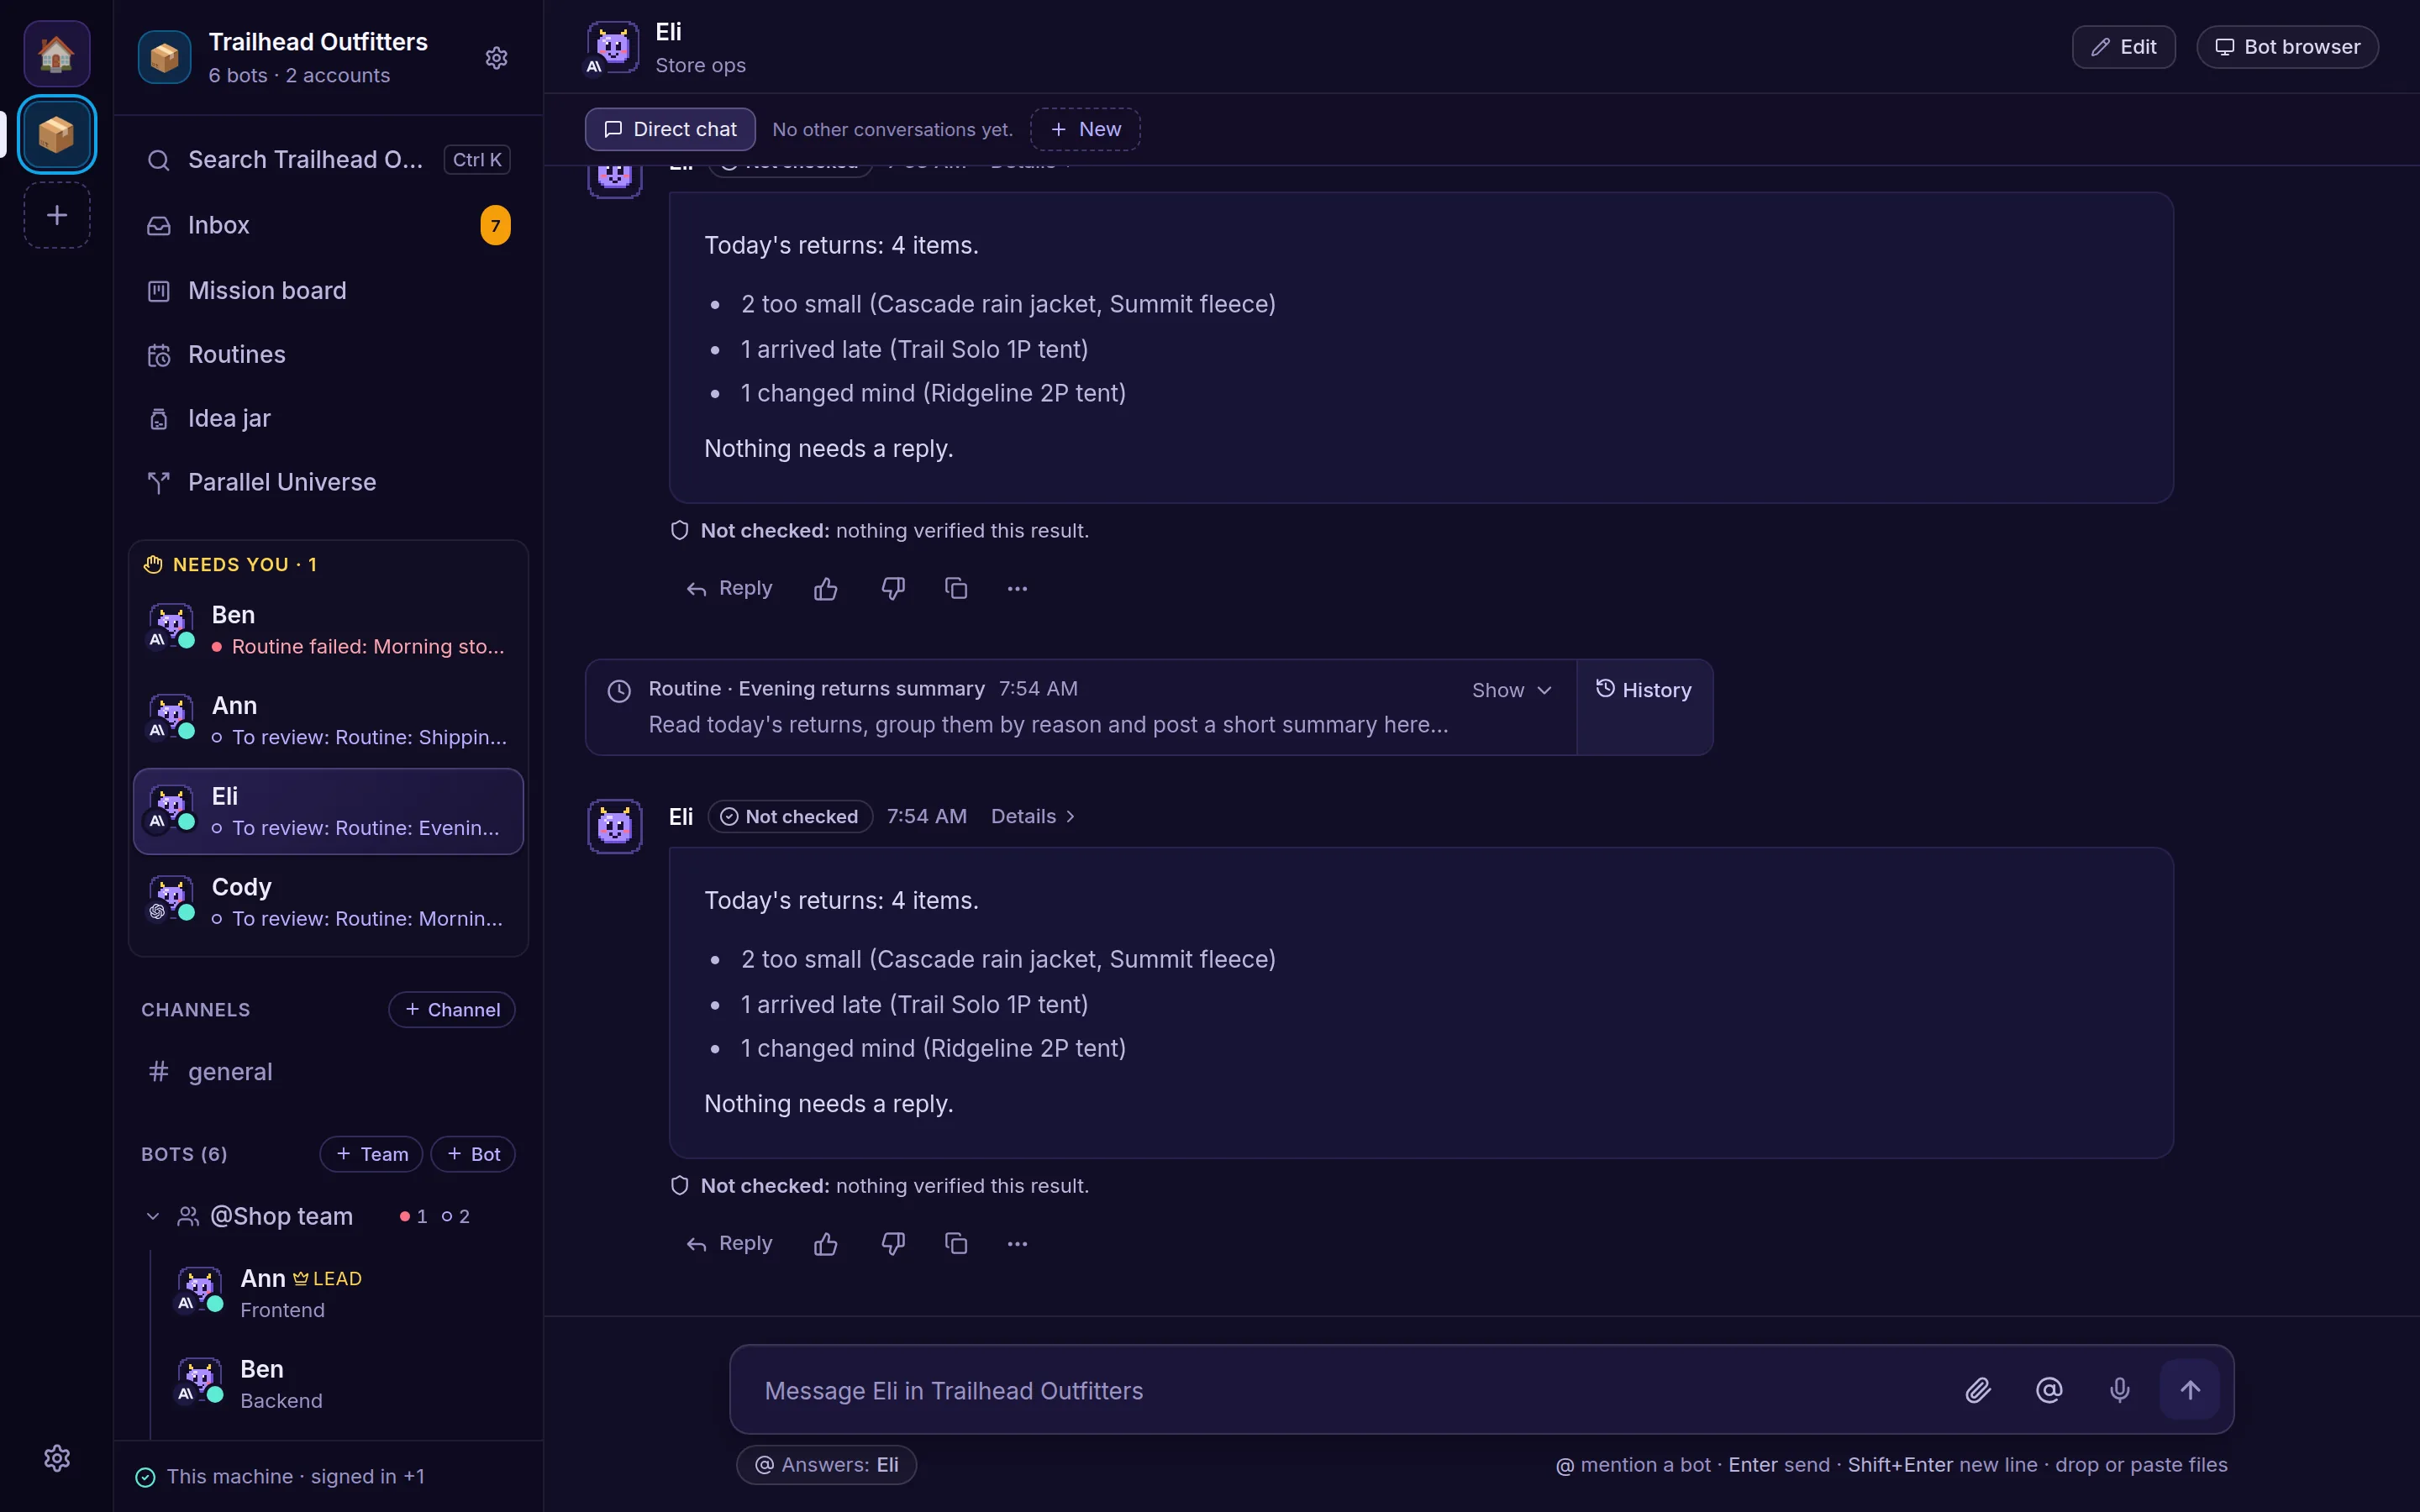 Trailhead Outfitters
6 bots · 2 accounts
Search Trailhead O... Ctrl K
Inbox 7
Mission board
Routines
Idea jar
Parallel Universe
NEEDS YOU · 1
Ben
Routine failed: Morning sto...
Ann
To review: Routine: Shippin...
Eli
To review: Routine: Evenin...
Cody
To review: Routine: Mornin...
CHANNELS + Channel
# general
BOTS (6) + Team + Bot
@Shop team 1 2
Ann LEAD
Frontend
Ben
Backend
This machine · signed in +1
Eli
Store ops
Edit
Bot browser
Direct chat
No other conversations yet.
+ New
Today's returns: 4 items.
• 2 too small (Cascade rain jacket, Summit fleece)
• 1 arrived late (Trail Solo 1P tent)
• 1 changed mind (Ridgeline 2P tent)
Nothing needs a reply.
Not checked: nothing verified this result.
Reply
Routine · Evening returns summary 7:54 AM Show History
Read today's returns, group them by reason and post a short summary here...
Eli Not checked 7:54 AM Details
Today's returns: 4 items.
• 2 too small (Cascade rain jacket, Summit fleece)
• 1 arrived late (Trail Solo 1P tent)
• 1 changed mind (Ridgeline 2P tent)
Nothing needs a reply.
Not checked: nothing verified this result.
Reply
Message Eli in Trailhead Outfitters
@ Answers: Eli
@ mention a bot · Enter send · Shift+Enter new line · drop or paste files